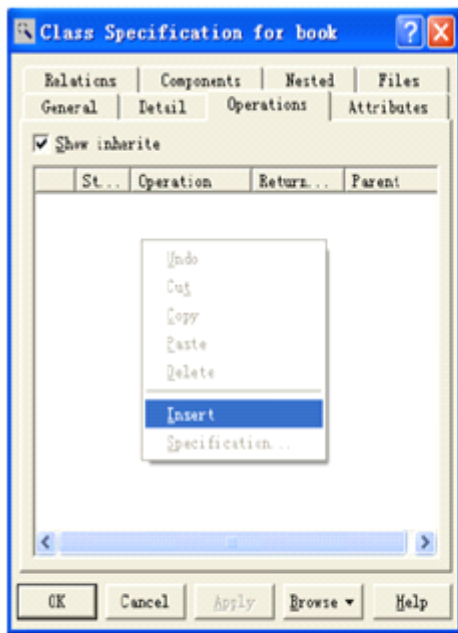 Class Specification for book
Relations Components Nested Files
General Detail Operations Attributes
Show inherite
St... Operation Return... Parent
Undo
Cut
Copy
Paste
Delete
Insert
Specification...
OK Cancel Apply Browse Help